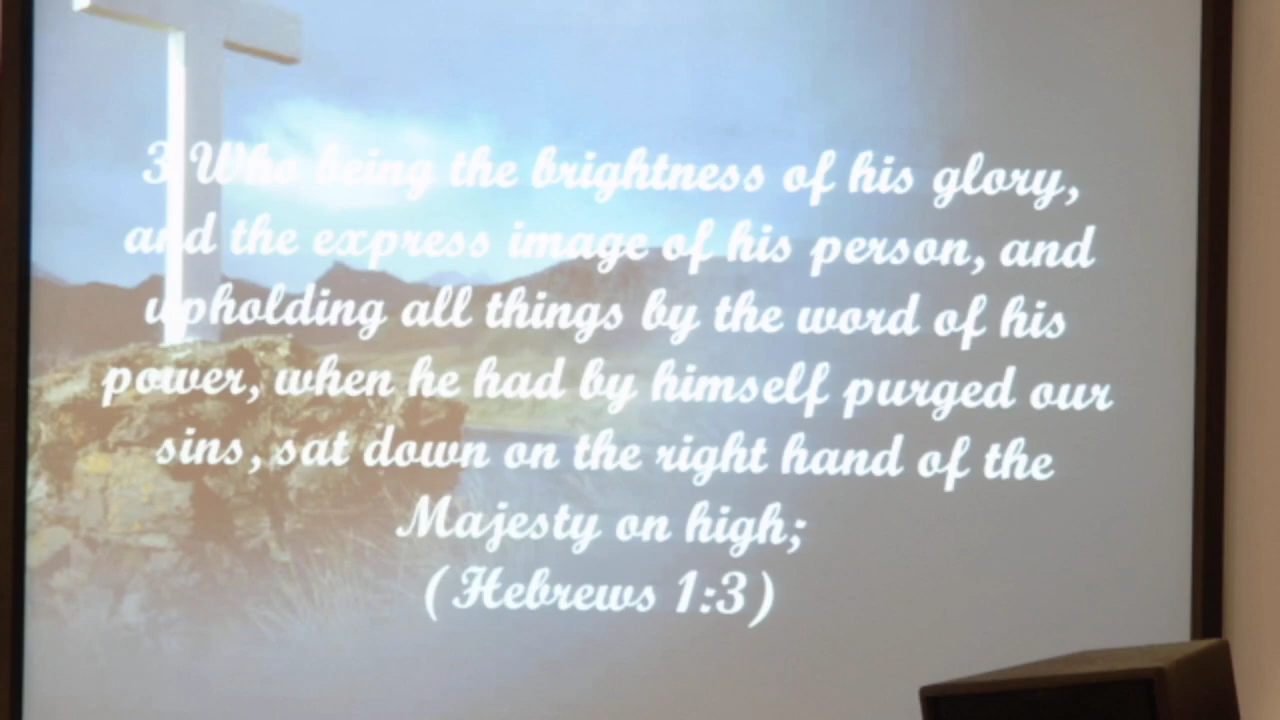 3 Who being the brightness of his glory,
and the express image of his person, and
upholding all things by the word of his
power, when he had by himself purged our
sins, sat down on the right hand of the
Majesty on high;
(Hebrews 1:3)